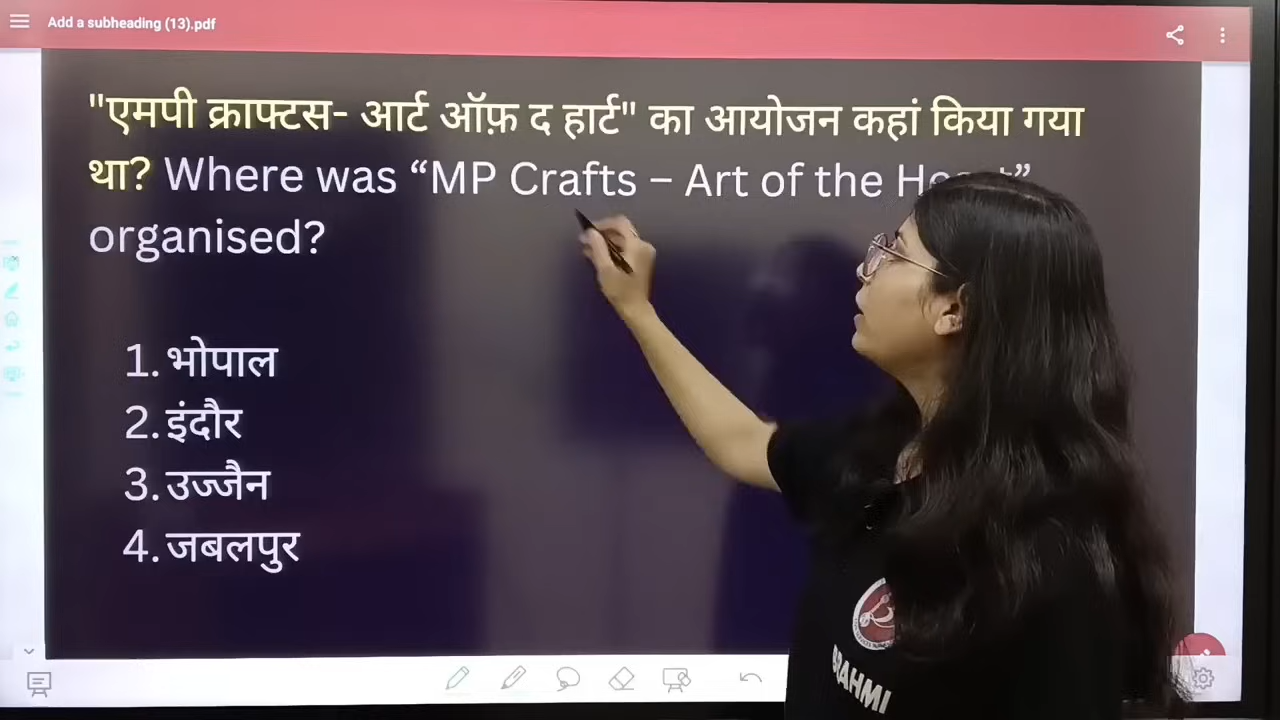 Add a subheading (13).pdf
"एमपी क्राफ्टस- आर्ट ऑफ़ द हार्ट" का आयोजन कहां किया गया
था? Where was “MP Crafts – Art of the
organised?
1. भोपाल
2. इंदौर
3. उज्जैन
4. जबलपुर